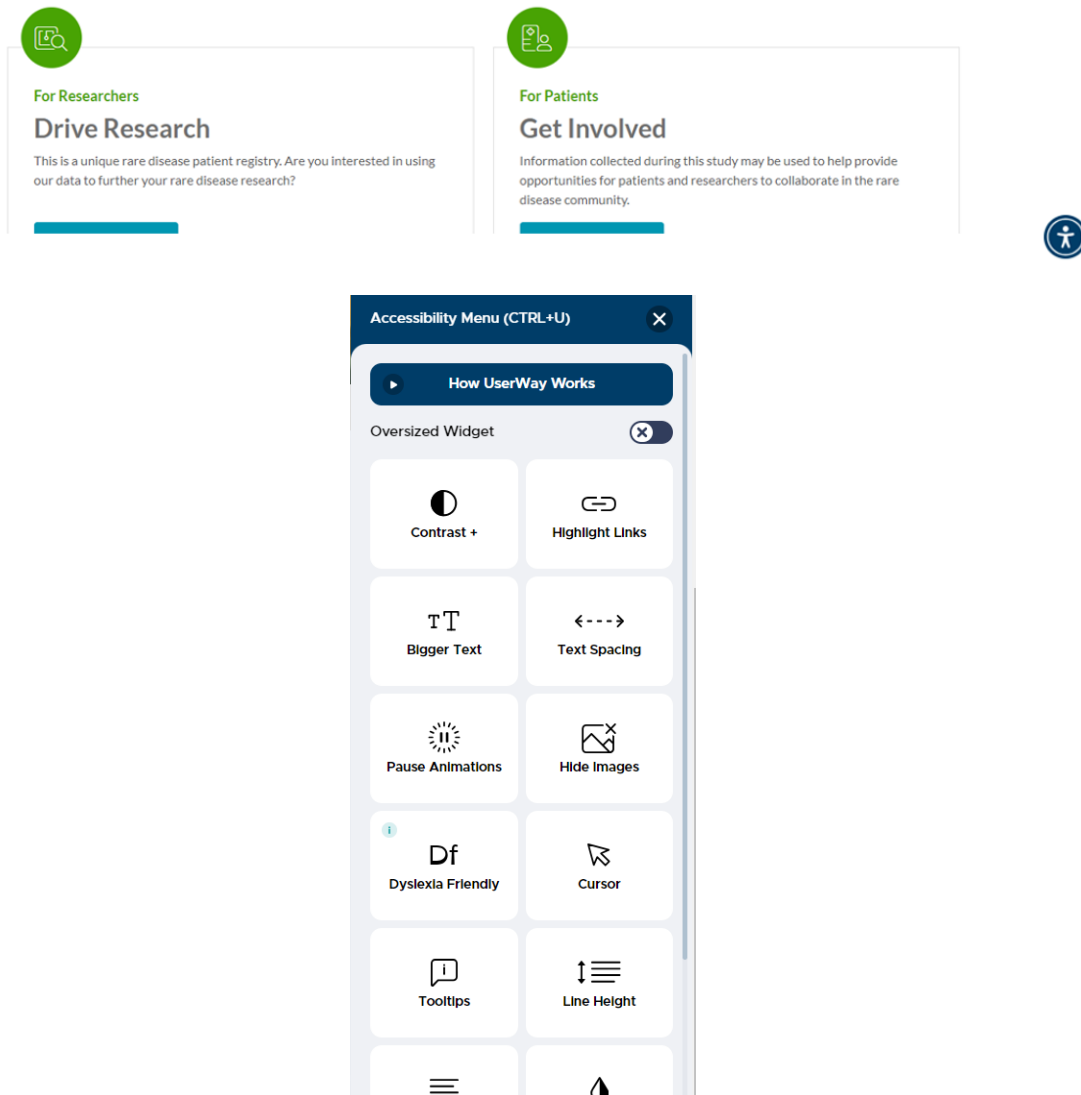 For Researchers
Drive Research
This is a unique rare disease patient registry. Are you interested in using
our data to further your rare disease research?
For Patients
Get Involved
Information collected during this study may be used to help provide
opportunities for patients and researchers to collaborate in the rare
disease community.
Accessibility Menu (CTRL+U)
How UserWay Works
Oversized Widget
Contrast +
Highlight Links
TT
Bigger Text
Text Spacing
Pause Animations
Hide Images
i
Df
Dyslexia Friendly
Cursor
i
Tooltips
Line Height